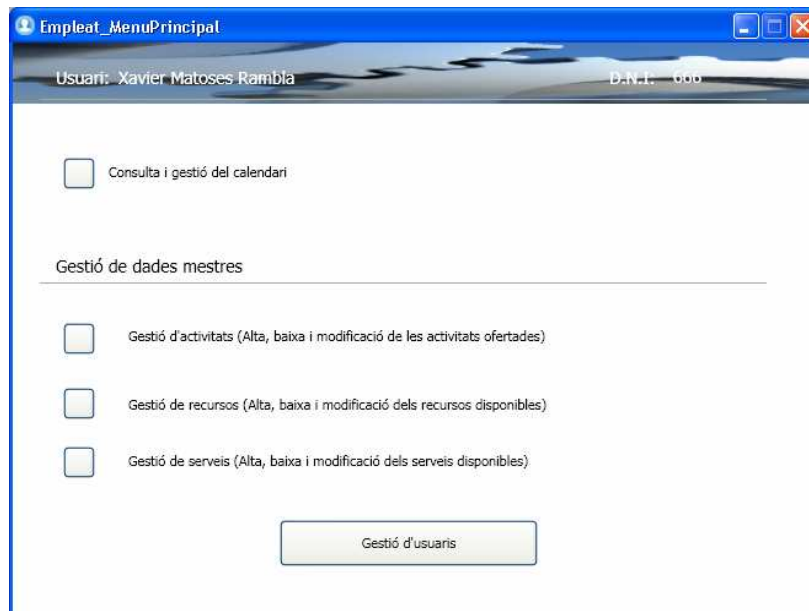 Empleat_MenuPrincipal
Usuari: Xavier Matoses Rambla D.N.I: 666
Consulta i gestió del calendari
Gestió de dades mestres
Gestió d'activitats (Alta, baixa i modificació de les activitats ofertades)
Gestió de recursos (Alta, baixa i modificació dels recursos disponibles)
Gestió de serveis (Alta, baixa i modificació dels serveis disponibles)
Gestió d'usuaris